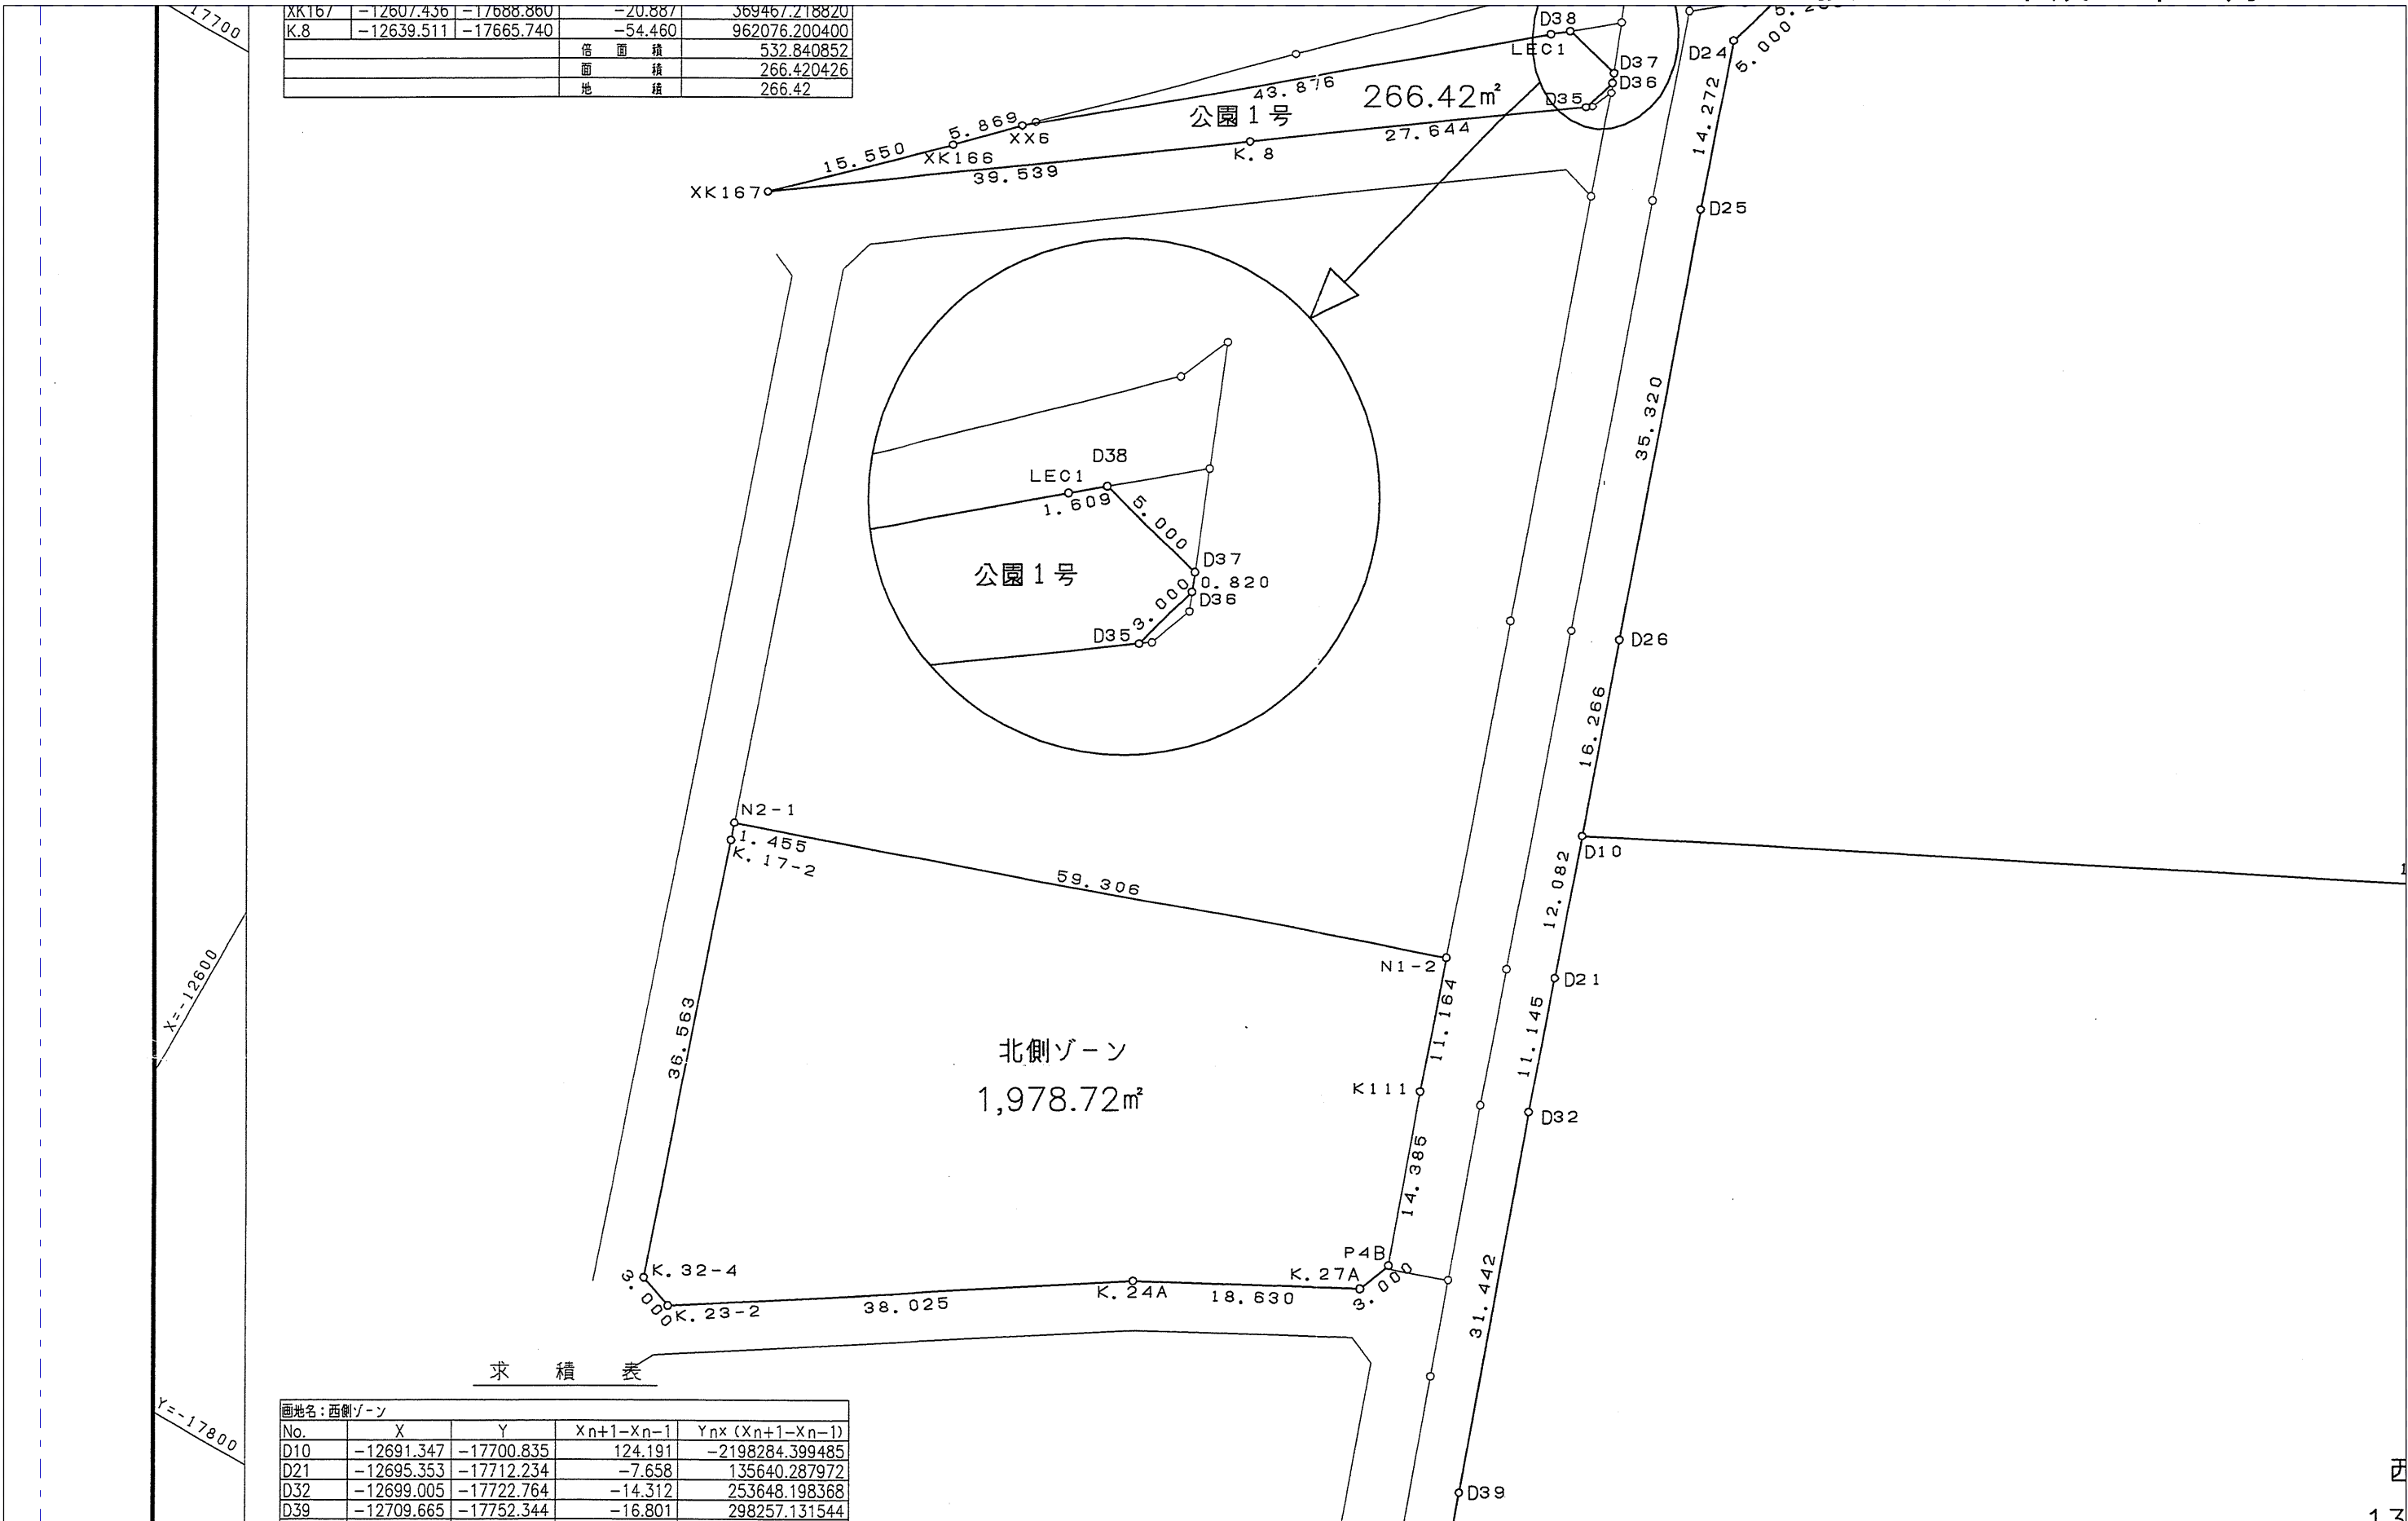 17700
XK167 -12607.436 -17688.860 -20.887 369467.218820
K.8 -12639.511 -17665.740 -54.460 962076.200400
倍 面 積 532.840852
面 積 266.420426
地 積 266.42
D38
LEC1
D37
D36
D35
D24
5.000
14.272
D25
43.876
公園1号 266.42㎡
27.644
5.869
XX6
15.550
XK166
K.8
39.539
XK167
35.320
D38
LEC1
1.609
5.000
D37
公園1号
0.820
3.000
D36
D35
D26
16.266
N2-1
1.455
K.17-2
59.306
D10
12.082
N1-2
D21
X=-12600
36.563
11.164
11.145
北側ゾーン
1,978.72㎡
K111
D32
14.385
P4B
K.32-4
K.27A
3.000
3.000
K.24A
18.630
K.23-2
38.025
31.442
求 積 表
Y=-17800
画地名:西側ゾーン
No. X Y Xn+1-Xn-1 Yn×(Xn+1-Xn-1)
D10 -12691.347 -17700.835 124.191 -2198284.399485
D21 -12695.353 -17712.234 -7.658 135640.287972
D32 -12699.005 -17722.764 -14.312 253648.198368
D39 -12709.665 -17752.344 -16.801 298257.131544
D39